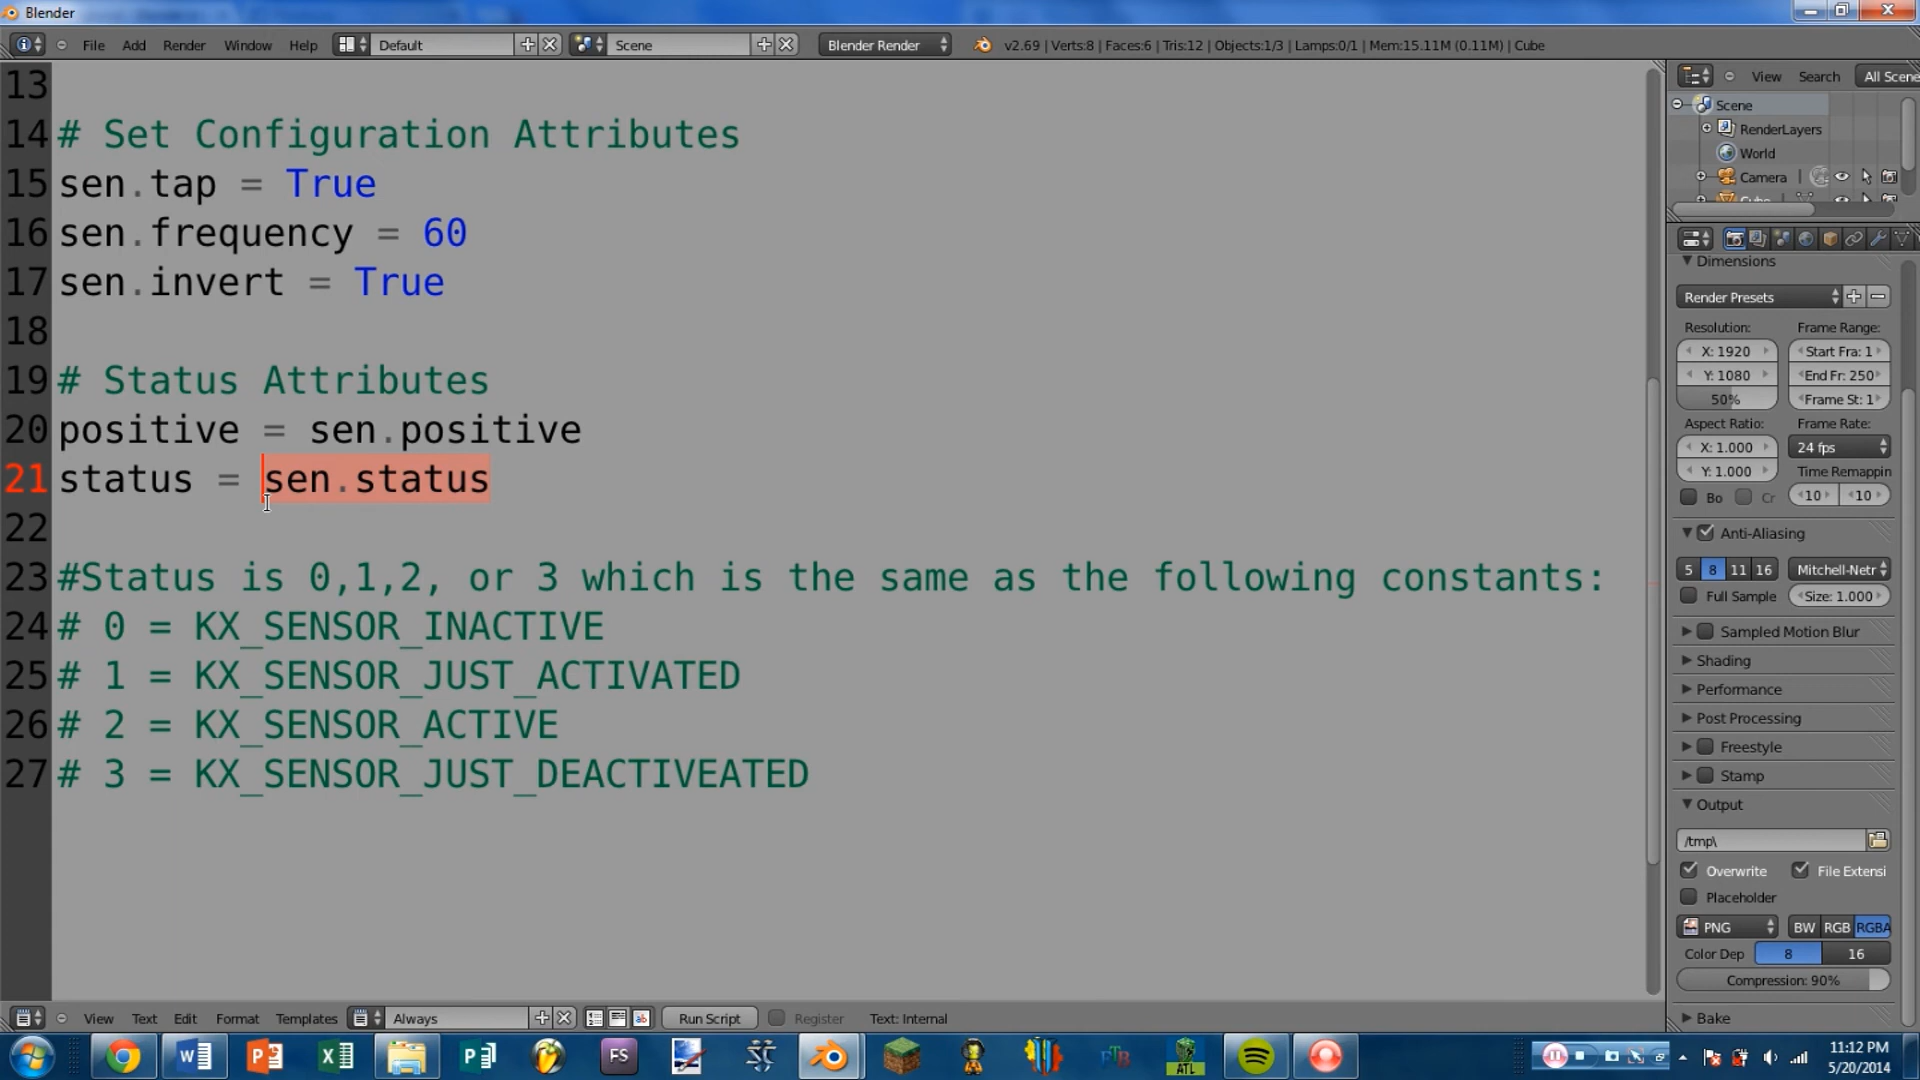 Blender
File Add Render Window Help Default Scene Blender Render v2.69 | Verts:8 | Faces:6 | Tris:12 | Objects:1/3 | Lamps:0/1 | Mem:15.11M (0.11M) | Cube
13
14 # Set Configuration Attributes
15 sen.tap = True
16 sen.frequency = 60
17 sen.invert = True
18
19 # Status Attributes
20 positive = sen.positive
21 status = sen.status
22
23 #Status is 0,1,2, or 3 which is the same as the following constants:
24 # 0 = KX_SENSOR_INACTIVE
25 # 1 = KX_SENSOR_JUST_ACTIVATED
26 # 2 = KX_SENSOR_ACTIVE
27 # 3 = KX_SENSOR_JUST_DEACTIVEATED
View Search All Scene
Scene
RenderLayers
World
Camera
Cube
Dimensions
Render Presets
Resolution: Frame Range:
X: 1920 Start Fra: 1
Y: 1080 End Fr: 250
50% Frame St: 1
Aspect Ratio: Frame Rate:
X: 1.000 24 fps
Y: 1.000 Time Remappin
Bo Cr 10 10
Anti-Aliasing
5 8 11 16 Mitchell-Netr
Full Sample Size: 1.000
Sampled Motion Blur
Shading
Performance
Post Processing
Freestyle
Stamp
Output
/tmp\
Overwrite File Extensi
Placeholder
PNG BW RGB RGBA
Color Dep 8 16
Compression: 90%
Bake
View Text Edit Format Templates Always Run Script Register Text: Internal
FS FTB ATL
11:12 PM
5/20/2014